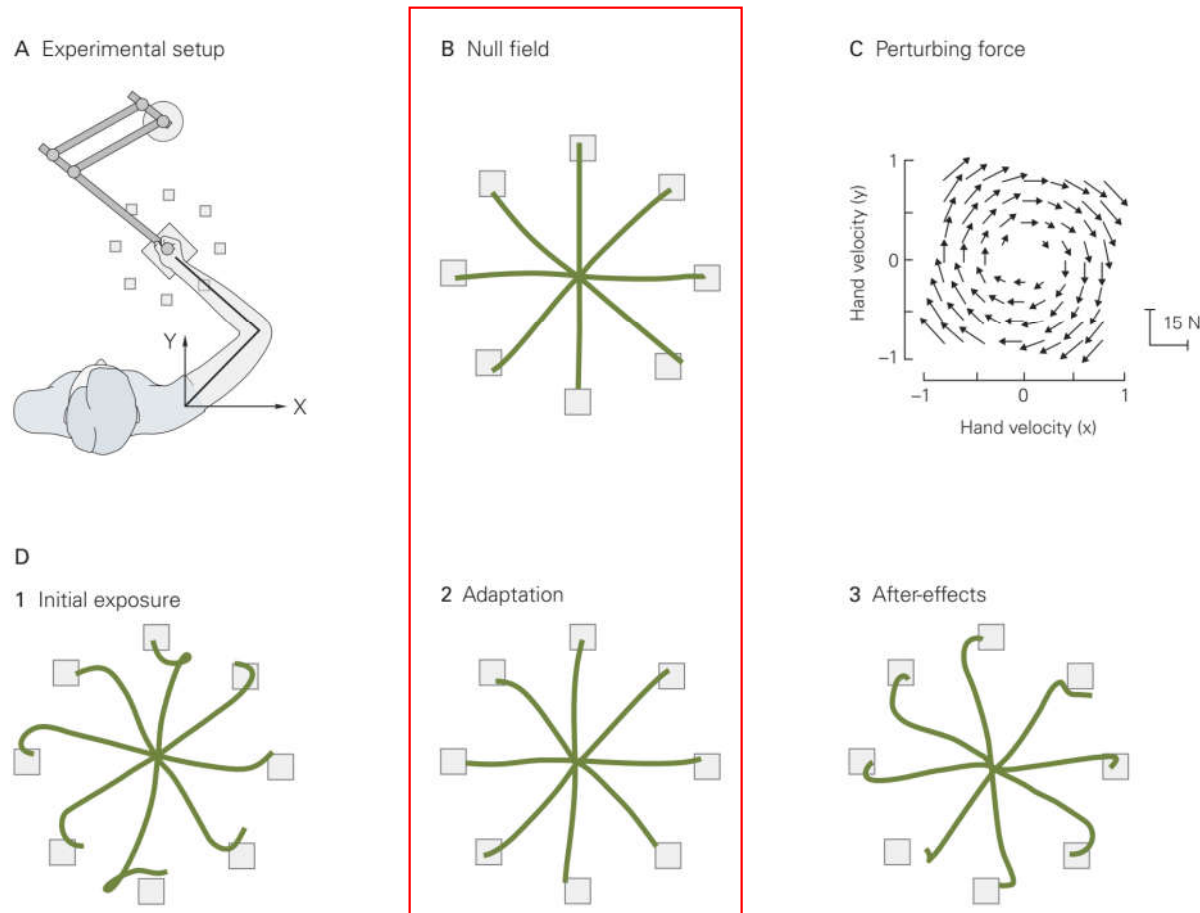 A Experimental setup
B Null field
C Perturbing force
Y
X
Hand velocity (y)
1
0
−1
−1
0
1
Hand velocity (x)
15 N
D
1 Initial exposure
2 Adaptation
3 After-effects